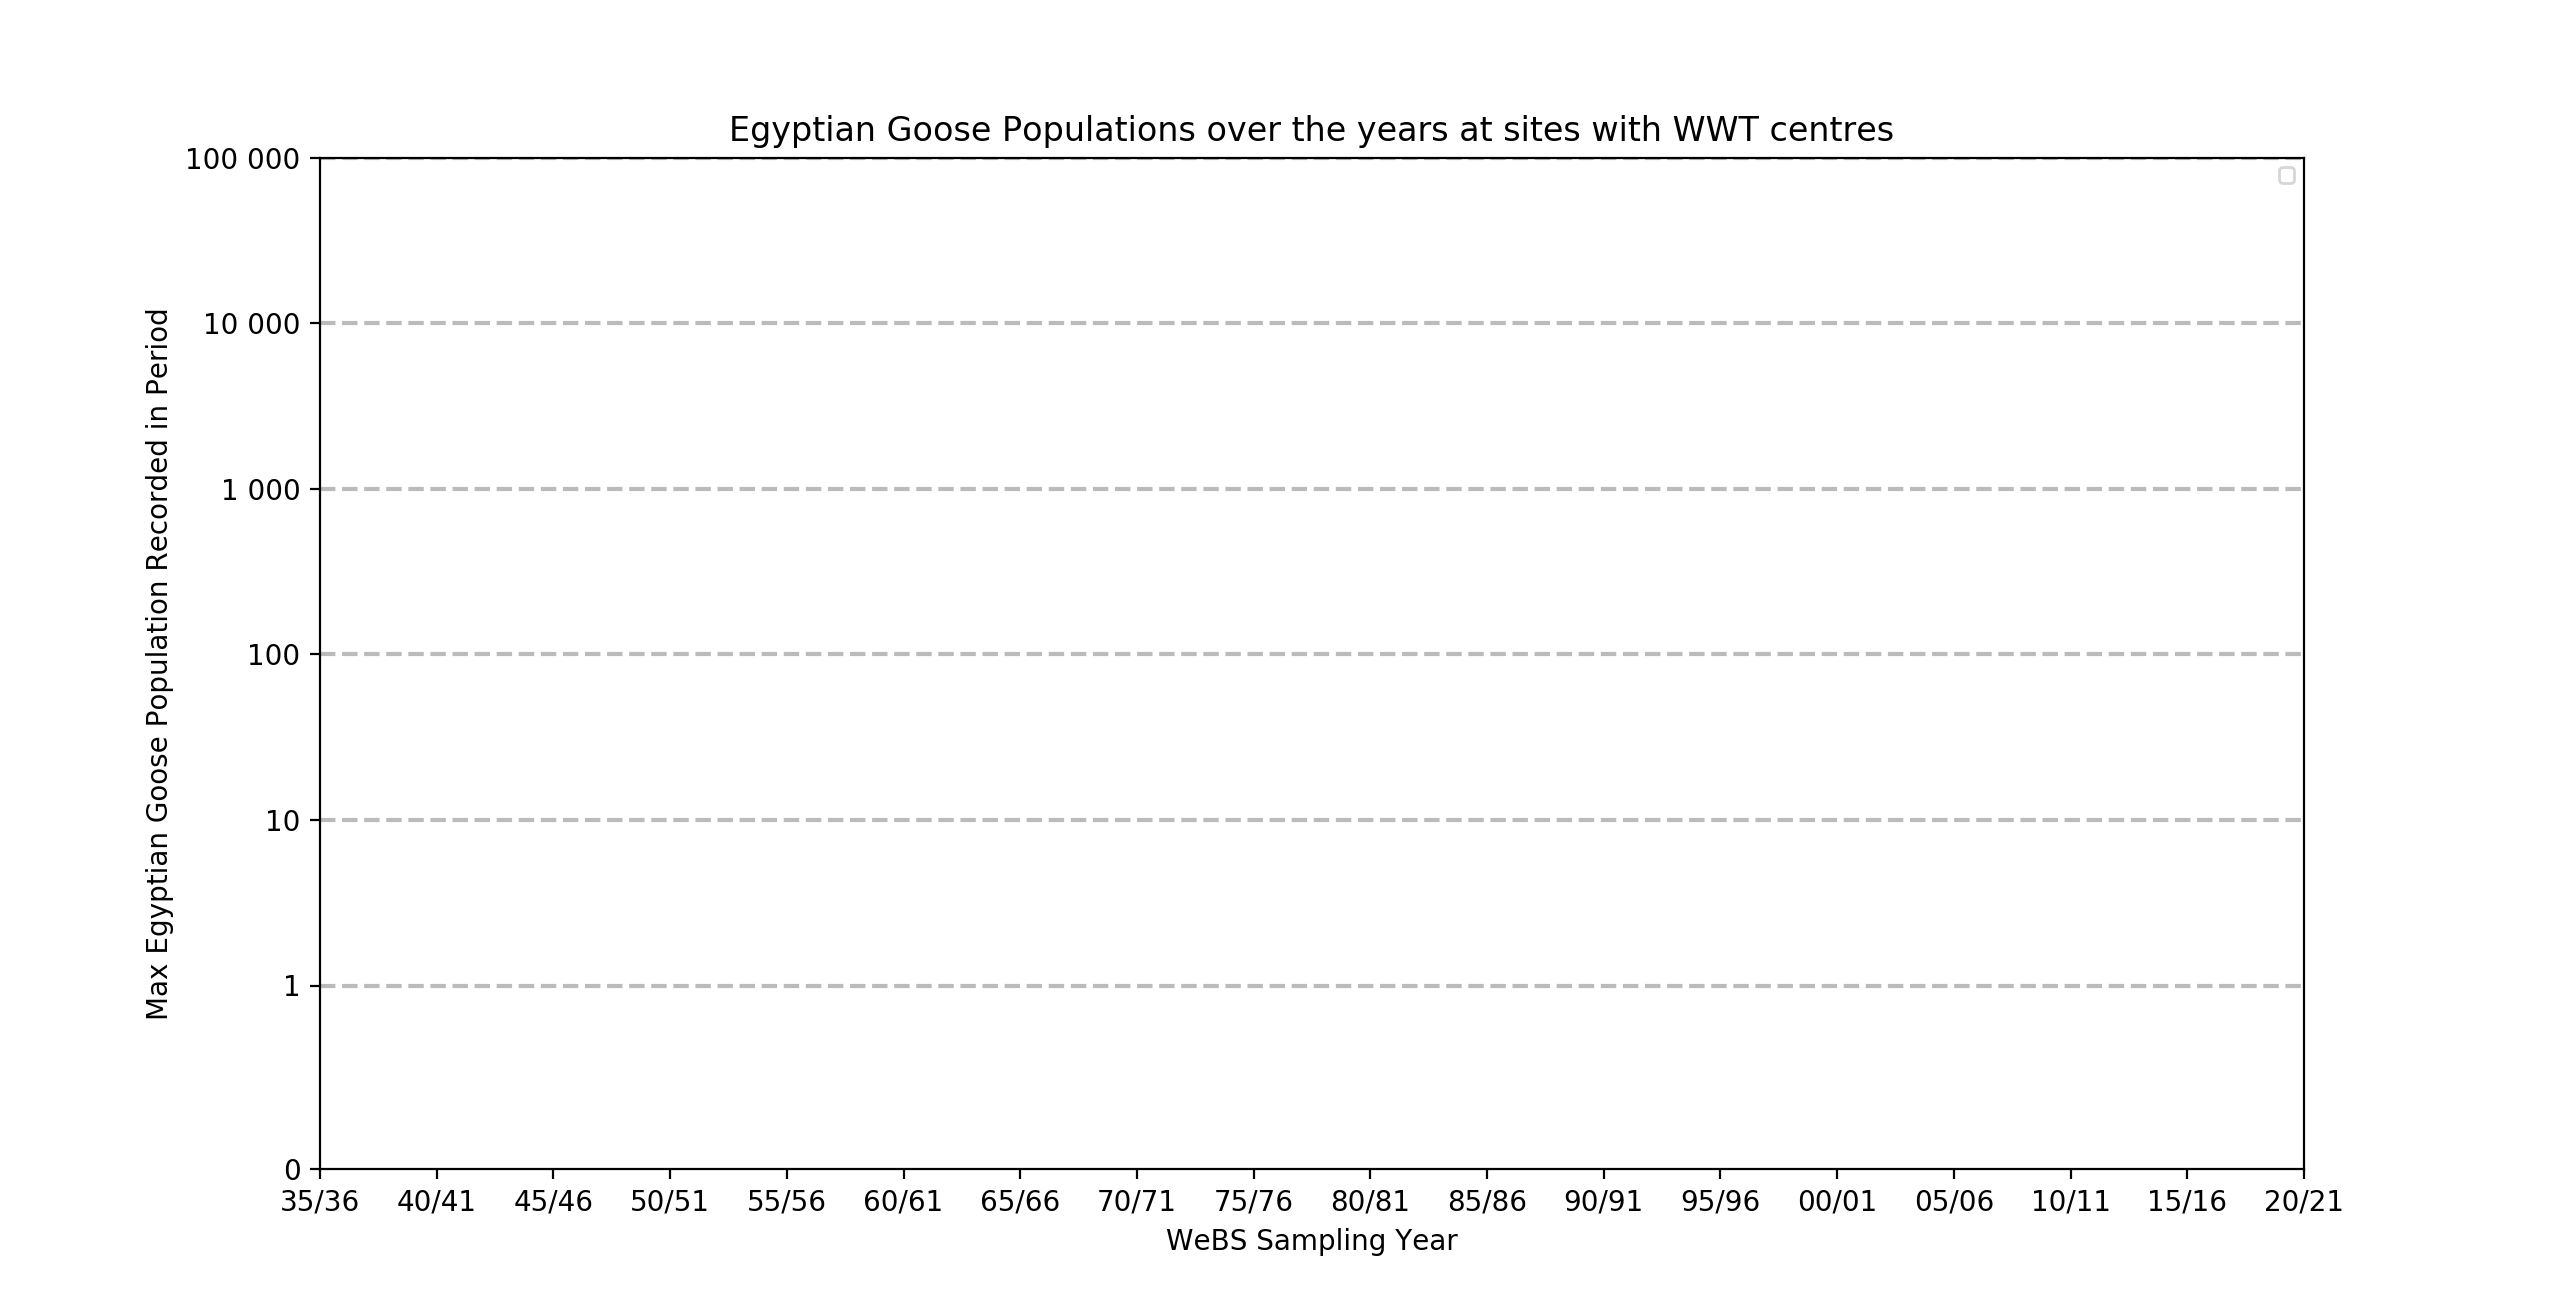 Egyptian Goose Populations over the years at sites with WWT centres
Max Egyptian Goose Population Recorded in Period
100 000
10 000
1 000
100
10
1
0
35/36 40/41 45/46 50/51 55/56 60/61 65/66 70/71 75/76 80/81 85/86 90/91 95/96 00/01 05/06 10/11 15/16 20/21
WeBS Sampling Year